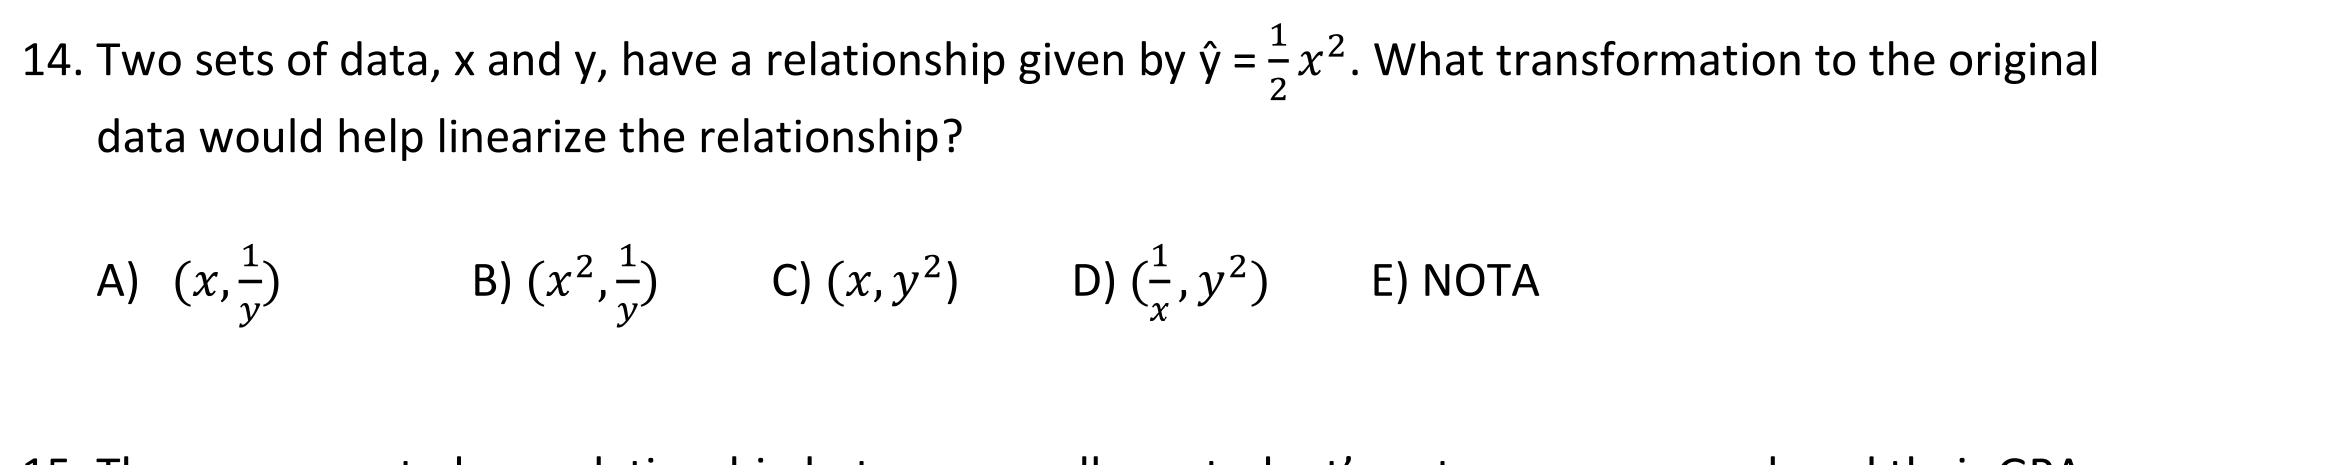 14. Two sets of data, x and y, have a relationship given by ŷ = 1/2 x². What transformation to the original
data would help linearize the relationship?
A) (x, 1/y) B) (x², 1/y) C) (x, y²) D) (1/x, y²) E) NOTA